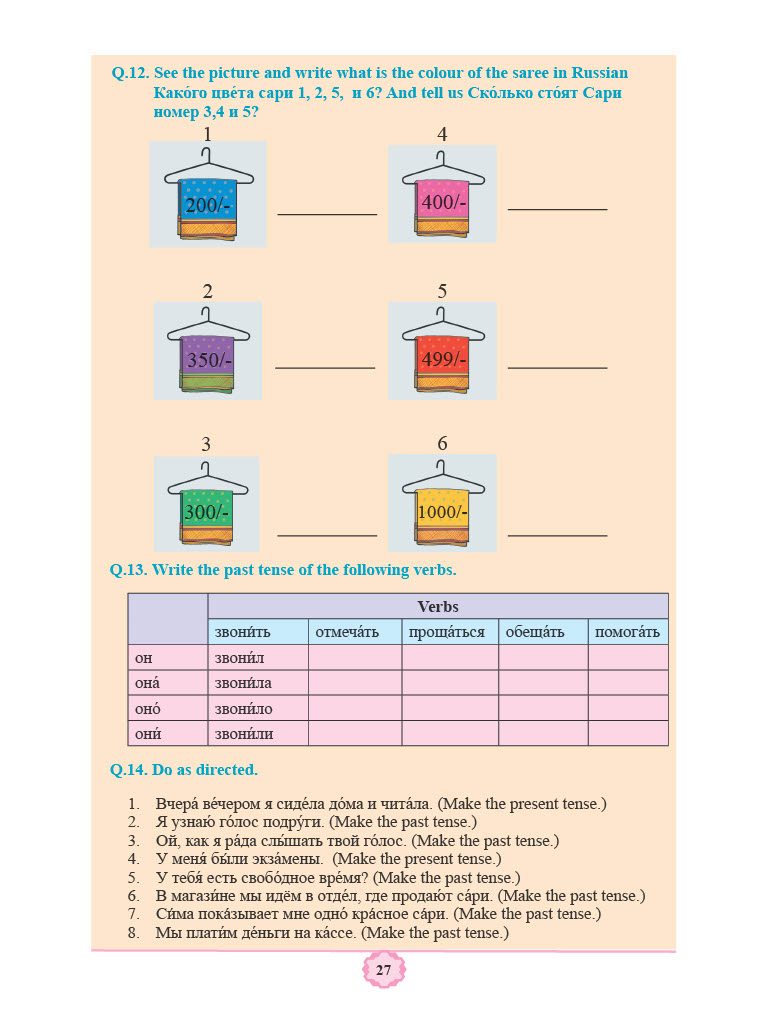 Q.12. See the picture and write what is the colour of the saree in Russian
Како́го цве́та сари 1, 2, 5, и 6? And tell us Ско́лько сто́ят Сари
номер 3,4 и 5?
1 4
200/- 400/-
2 5
350/- 499/-
3 6
300/- 1000/-
Q.13. Write the past tense of the following verbs.
Verbs
звони́ть отмеча́ть проща́ться обеща́ть помога́ть
он звони́л
она́ звони́ла
оно́ звони́ло
они́ звони́ли
Q.14. Do as directed.
1. Вчера́ ве́чером я сиде́ла до́ма и чита́ла. (Make the present tense.)
2. Я узнаю́ го́лос подру́ги. (Make the past tense.)
3. Ой, как я ра́да слы́шать твой го́лос. (Make the past tense.)
4. У меня́ бы́ли экза́мены. (Make the present tense.)
5. У тебя́ есть свобо́дное вре́мя? (Make the past tense.)
6. В магази́не мы идём в отде́л, где продаю́т са́ри. (Make the past tense.)
7. Си́ма пока́зывает мне одно́ кра́сное са́ри. (Make the past tense.)
8. Мы плати́м де́ньги на ка́ссе. (Make the past tense.)
27